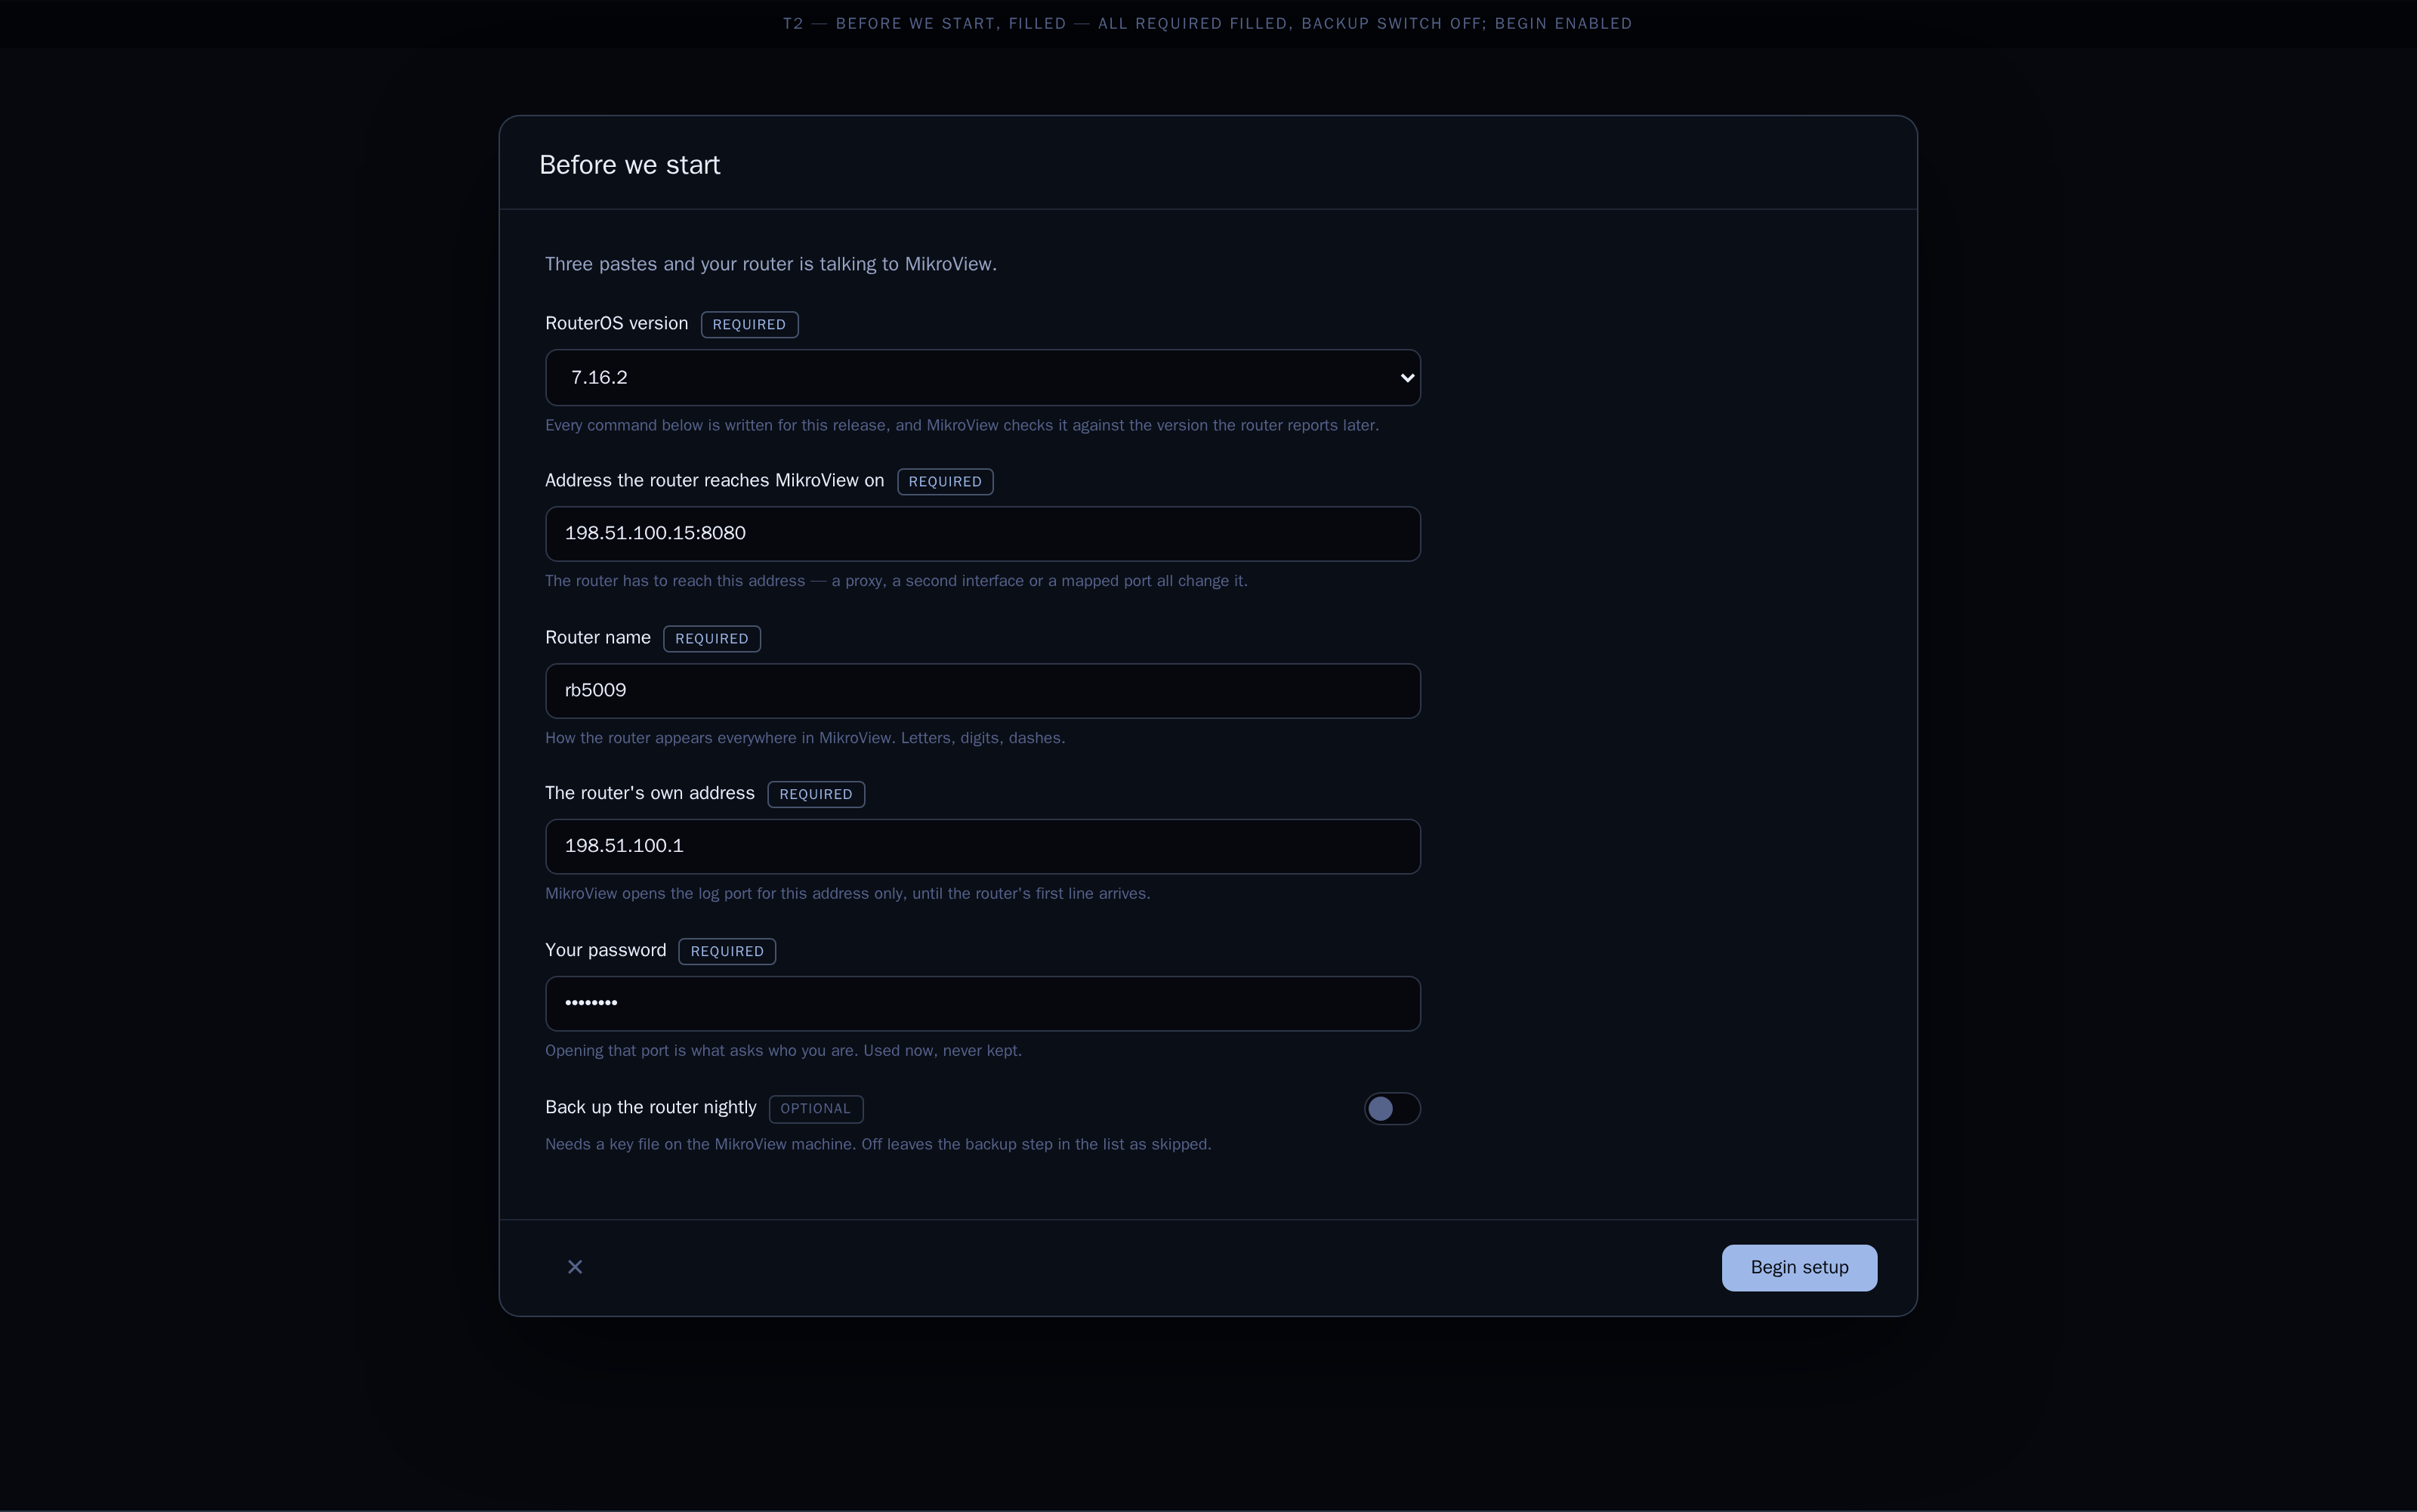 T2 — BEFORE WE START, FILLED — ALL REQUIRED FILLED, BACKUP SWITCH OFF; BEGIN ENABLED
Before we start
Three pastes and your router is talking to MikroView.
RouterOS version REQUIRED
7.16.2
Every command below is written for this release, and MikroView checks it against the version the router reports later.
Address the router reaches MikroView on REQUIRED
198.51.100.15:8080
The router has to reach this address — a proxy, a second interface or a mapped port all change it.
Router name REQUIRED
rb5009
How the router appears everywhere in MikroView. Letters, digits, dashes.
The router's own address REQUIRED
198.51.100.1
MikroView opens the log port for this address only, until the router's first line arrives.
Your password REQUIRED
••••••••
Opening that port is what asks who you are. Used now, never kept.
Back up the router nightly OPTIONAL
Needs a key file on the MikroView machine. Off leaves the backup step in the list as skipped.
✕
Begin setup